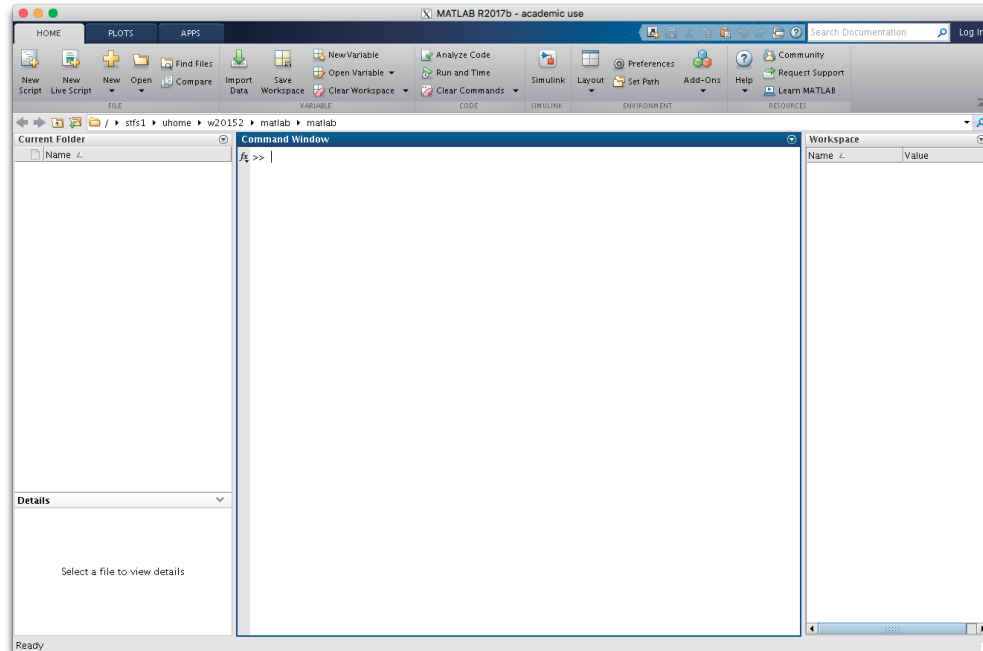 MATLAB R2017b - academic use
HOME PLOTS APPS Search Documentation Log In
New Script
New Live Script
New
Open
Find Files
Compare
FILE
Import Data
Save Workspace
New Variable
Open Variable
Clear Workspace
VARIABLE
Analyze Code
Run and Time
Clear Commands
CODE
Simulink
SIMULINK
Layout
Preferences
Set Path
Add-Ons
ENVIRONMENT
Help
Community
Request Support
Learn MATLAB
RESOURCES
/ ▸ stfs1 ▸ uhome ▸ w20152 ▸ matlab ▸ matlab
Current Folder
Name
Command Window
fx >>
Workspace
Name Value
Details
Select a file to view details
Ready